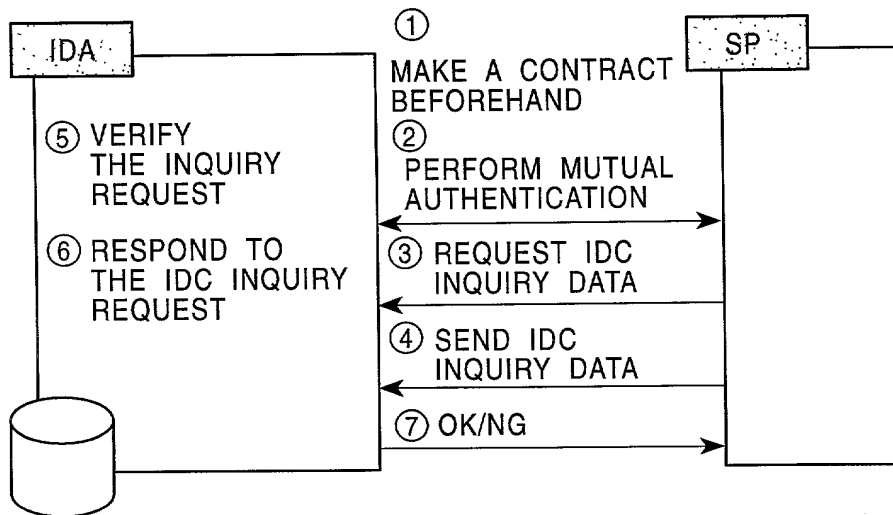 IDA
SP
① MAKE A CONTRACT
BEFOREHAND
② PERFORM MUTUAL
AUTHENTICATION
③ REQUEST IDC
INQUIRY DATA
④ SEND IDC
INQUIRY DATA
⑤ VERIFY
THE INQUIRY
REQUEST
⑥ RESPOND TO
THE IDC INQUIRY
REQUEST
⑦ OK/NG